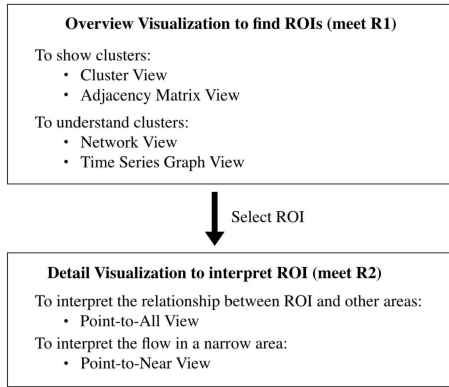 Overview Visualization to find ROIs (meet R1)
To show clusters:
• Cluster View
• Adjacency Matrix View
To understand clusters:
• Network View
• Time Series Graph View
Select ROI
Detail Visualization to interpret ROI (meet R2)
To interpret the relationship between ROI and other areas:
• Point-to-All View
To interpret the flow in a narrow area:
• Point-to-Near View